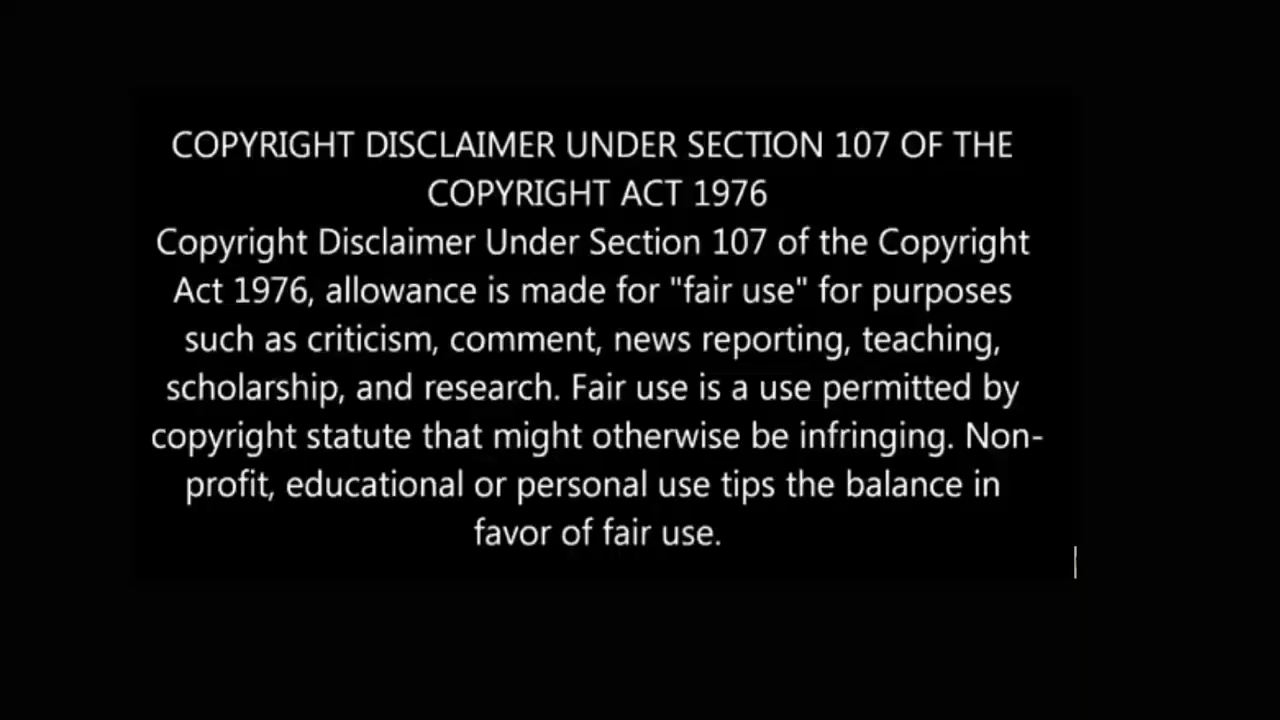 COPYRIGHT DISCLAIMER UNDER SECTION 107 OF THE
COPYRIGHT ACT 1976
Copyright Disclaimer Under Section 107 of the Copyright
Act 1976, allowance is made for "fair use" for purposes
such as criticism, comment, news reporting, teaching,
scholarship, and research. Fair use is a use permitted by
copyright statute that might otherwise be infringing. Non-
profit, educational or personal use tips the balance in
favor of fair use.